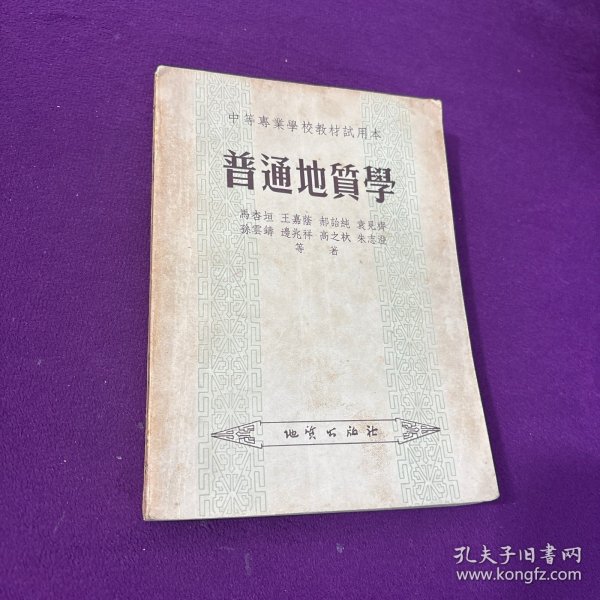 中等專業學校教材試用本
普通地質學
馬杏垣 王嘉蔭 郝詒純 袁見齊
孫雲鑄 邊兆祥 高之杕 朱志澄
等 著
地质出版社
孔夫子旧书网
www.kongfz.com